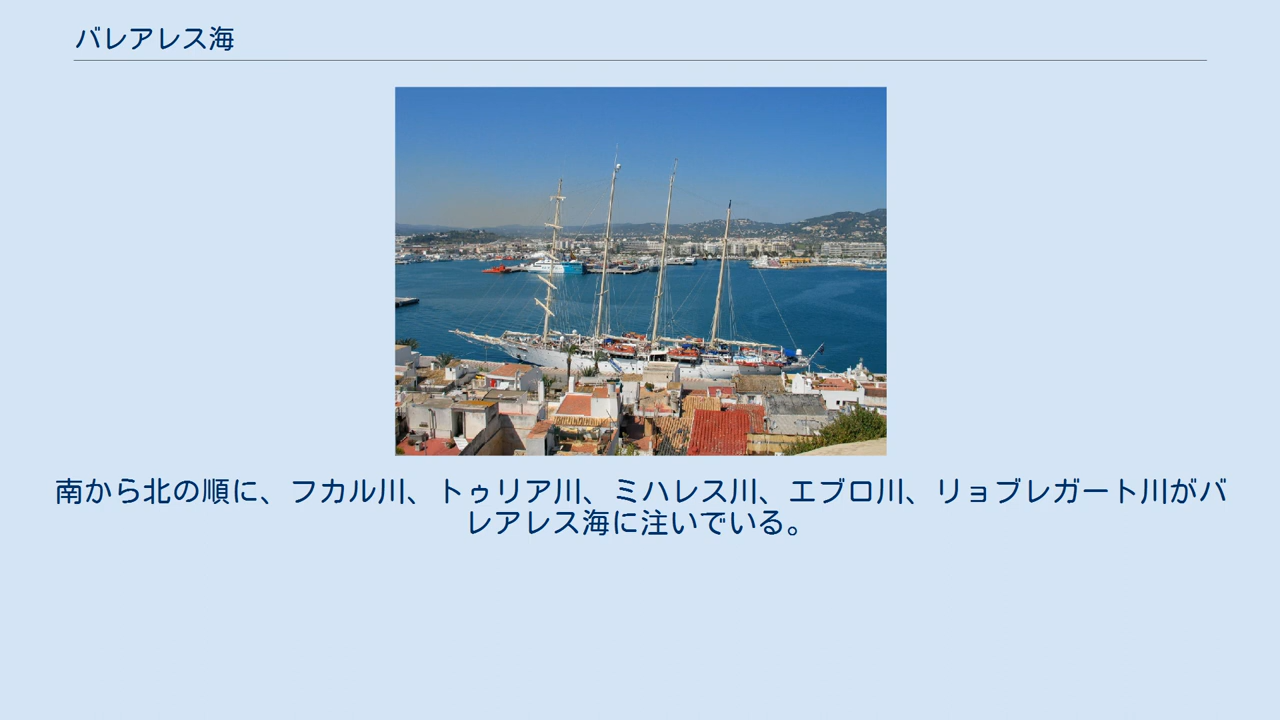 バレアレス海
南から北の順に、フカル川、トゥリア川、ミハレス川、エブロ川、リョブレガート川がバ
レアレス海に注いでいる。